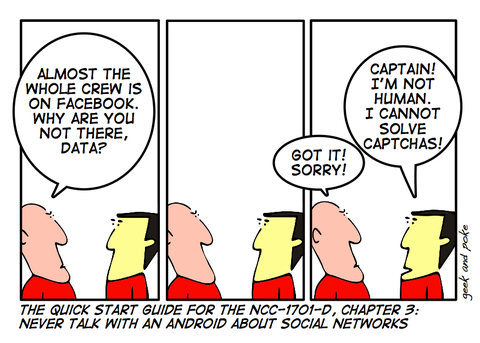 ALMOST THE
WHOLE CREW IS
ON FACEBOOK.
WHY ARE YOU
NOT THERE,
DATA?
CAPTAIN!
I'M NOT
HUMAN.
I CANNOT
SOLVE
CAPTCHAS!
GOT IT!
SORRY!
geek and poke
THE QUICK START GUIDE FOR THE NCC-1701-D, CHAPTER 3:
NEVER TALK WITH AN ANDROID ABOUT SOCIAL NETWORKS